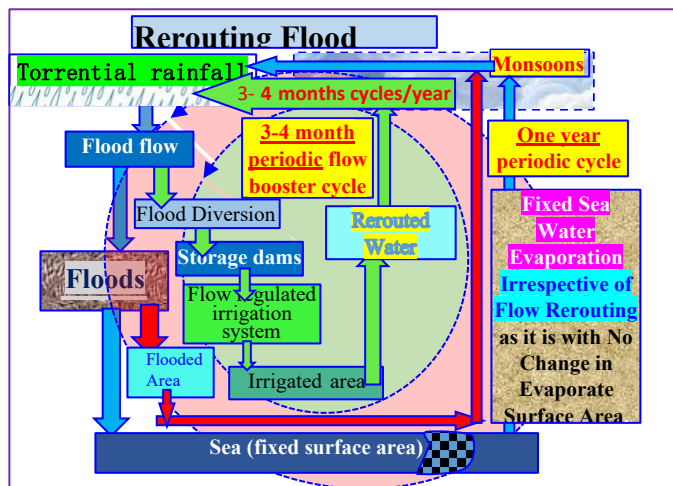 Rerouting Flood
Torrential rainfall
Monsoons
3- 4 months cycles/year
Flood flow
3-4 month
periodic flow
booster cycle
One year
periodic cycle
Flood Diversion
Rerouted
Water
Fixed Sea
Water
Evaporation
Irrespective of
Flow Rerouting
as it is with No
Change in
Evaporate
Surface Area
Storage dams
Floods
Flow regulated
irrigation
system
Flooded
Area
Irrigated area
Sea (fixed surface area)